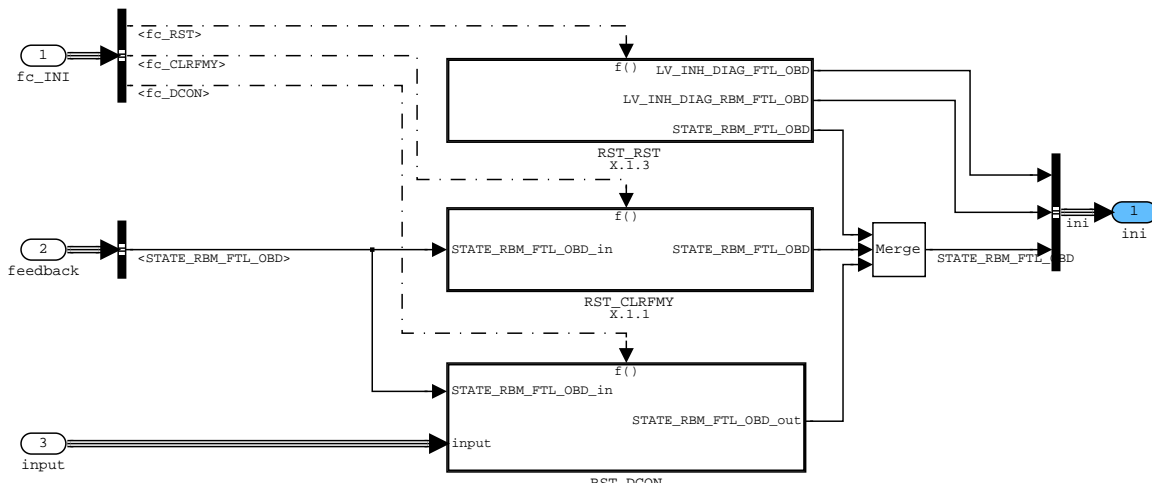 <fc_RST>
1
fc_INI
<fc_CLRFMY>
<fc_DCON>
f()
LV_INH_DIAG_FTL_OBD
LV_INH_DIAG_RBM_FTL_OBD
STATE_RBM_FTL_OBD
RST_RST
X.1.3
f()
STATE_RBM_FTL_OBD_in
STATE_RBM_FTL_OBD
RST_CLRFMY
X.1.1
2
feedback
<STATE_RBM_FTL_OBD>
Merge
STATE_RBM_FTL_OBD
ini
1
ini
f()
STATE_RBM_FTL_OBD_in
STATE_RBM_FTL_OBD_out
input
3
input
RST_DCON